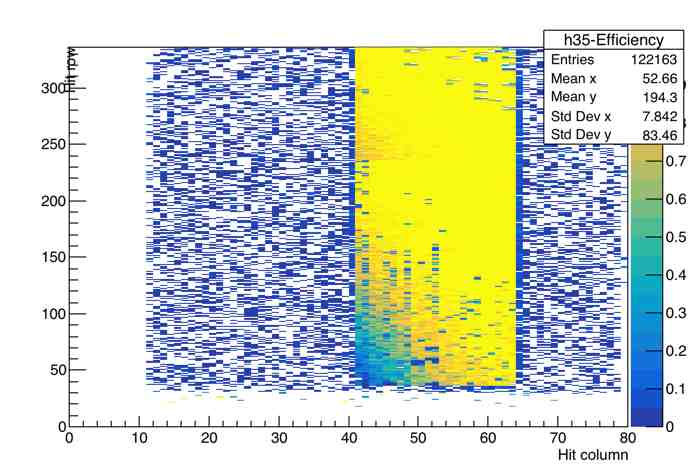 h35-Efficiency
Entries 122163
Mean x 52.66
Mean y 194.3
Std Dev x 7.842
Std Dev y 83.46
300
250
200
150
100
50
0
0 10 20 30 40 50 60 70 80
Hit column
0.7
0.6
0.5
0.4
0.3
0.2
0.1
0